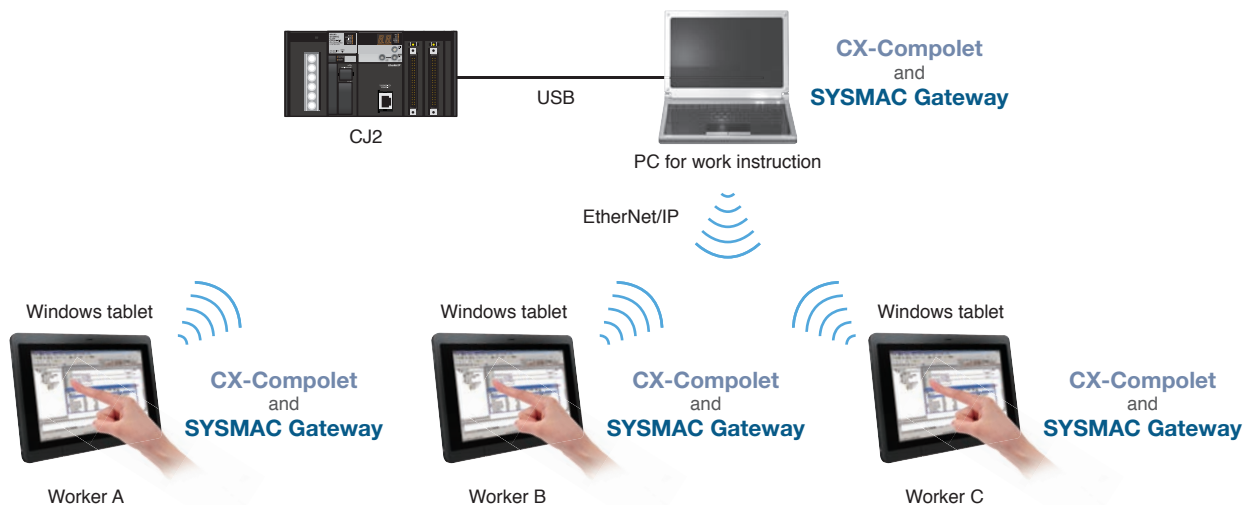 CX-Compolet
and
SYSMAC Gateway
USB
CJ2
PC for work instruction
EtherNet/IP
Windows tablet
Windows tablet
Windows tablet
CX-Compolet
and
SYSMAC Gateway
CX-Compolet
and
SYSMAC Gateway
CX-Compolet
and
SYSMAC Gateway
Worker A
Worker B
Worker C